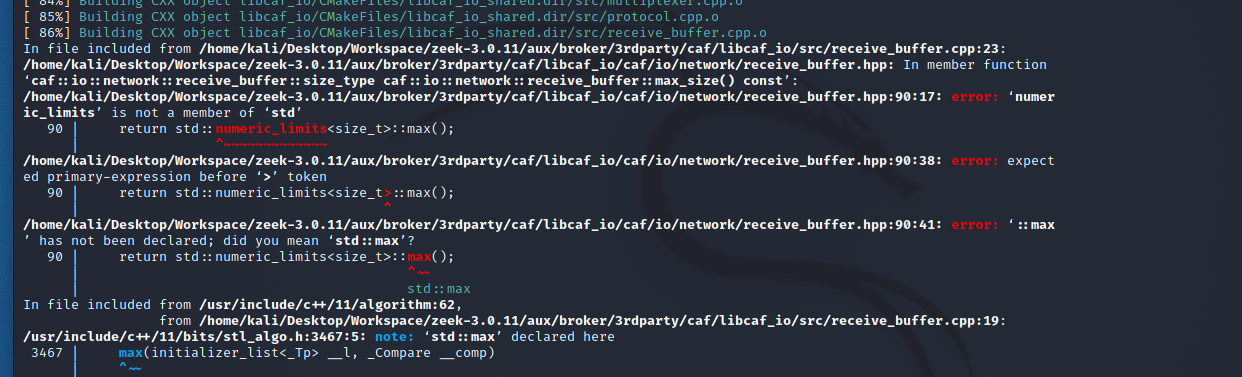 [ 84%] Building CXX object libcaf_io/CMakeFiles/libcaf_io_shared.dir/src/multiplexer.cpp.o
[ 85%] Building CXX object libcaf_io/CMakeFiles/libcaf_io_shared.dir/src/protocol.cpp.o
[ 86%] Building CXX object libcaf_io/CMakeFiles/libcaf_io_shared.dir/src/receive_buffer.cpp.o
In file included from /home/kali/Desktop/Workspace/zeek-3.0.11/aux/broker/3rdparty/caf/libcaf_io/src/receive_buffer.cpp:23:
/home/kali/Desktop/Workspace/zeek-3.0.11/aux/broker/3rdparty/caf/libcaf_io/caf/io/network/receive_buffer.hpp: In member function
‘caf::io::network::receive_buffer::size_type caf::io::network::receive_buffer::max_size() const’:
/home/kali/Desktop/Workspace/zeek-3.0.11/aux/broker/3rdparty/caf/libcaf_io/caf/io/network/receive_buffer.hpp:90:17: error: ‘numer
ic_limits’ is not a member of ‘std’
90 |     return std::numeric_limits<size_t>::max();
|                 ^~~~~~~~~~~~~~
/home/kali/Desktop/Workspace/zeek-3.0.11/aux/broker/3rdparty/caf/libcaf_io/caf/io/network/receive_buffer.hpp:90:38: error: expect
ed primary-expression before ‘>’ token
90 |     return std::numeric_limits<size_t>::max();
|                                      ^
/home/kali/Desktop/Workspace/zeek-3.0.11/aux/broker/3rdparty/caf/libcaf_io/caf/io/network/receive_buffer.hpp:90:41: error: ‘::max
’ has not been declared; did you mean ‘std::max’?
90 |     return std::numeric_limits<size_t>::max();
|                                         ^~~
|                                         std::max
In file included from /usr/include/c++/11/algorithm:62,
from /home/kali/Desktop/Workspace/zeek-3.0.11/aux/broker/3rdparty/caf/libcaf_io/src/receive_buffer.cpp:19:
/usr/include/c++/11/bits/stl_algo.h:3467:5: note: ‘std::max’ declared here
3467 |     max(initializer_list<_Tp> __l, _Compare __comp)
|     ^~~